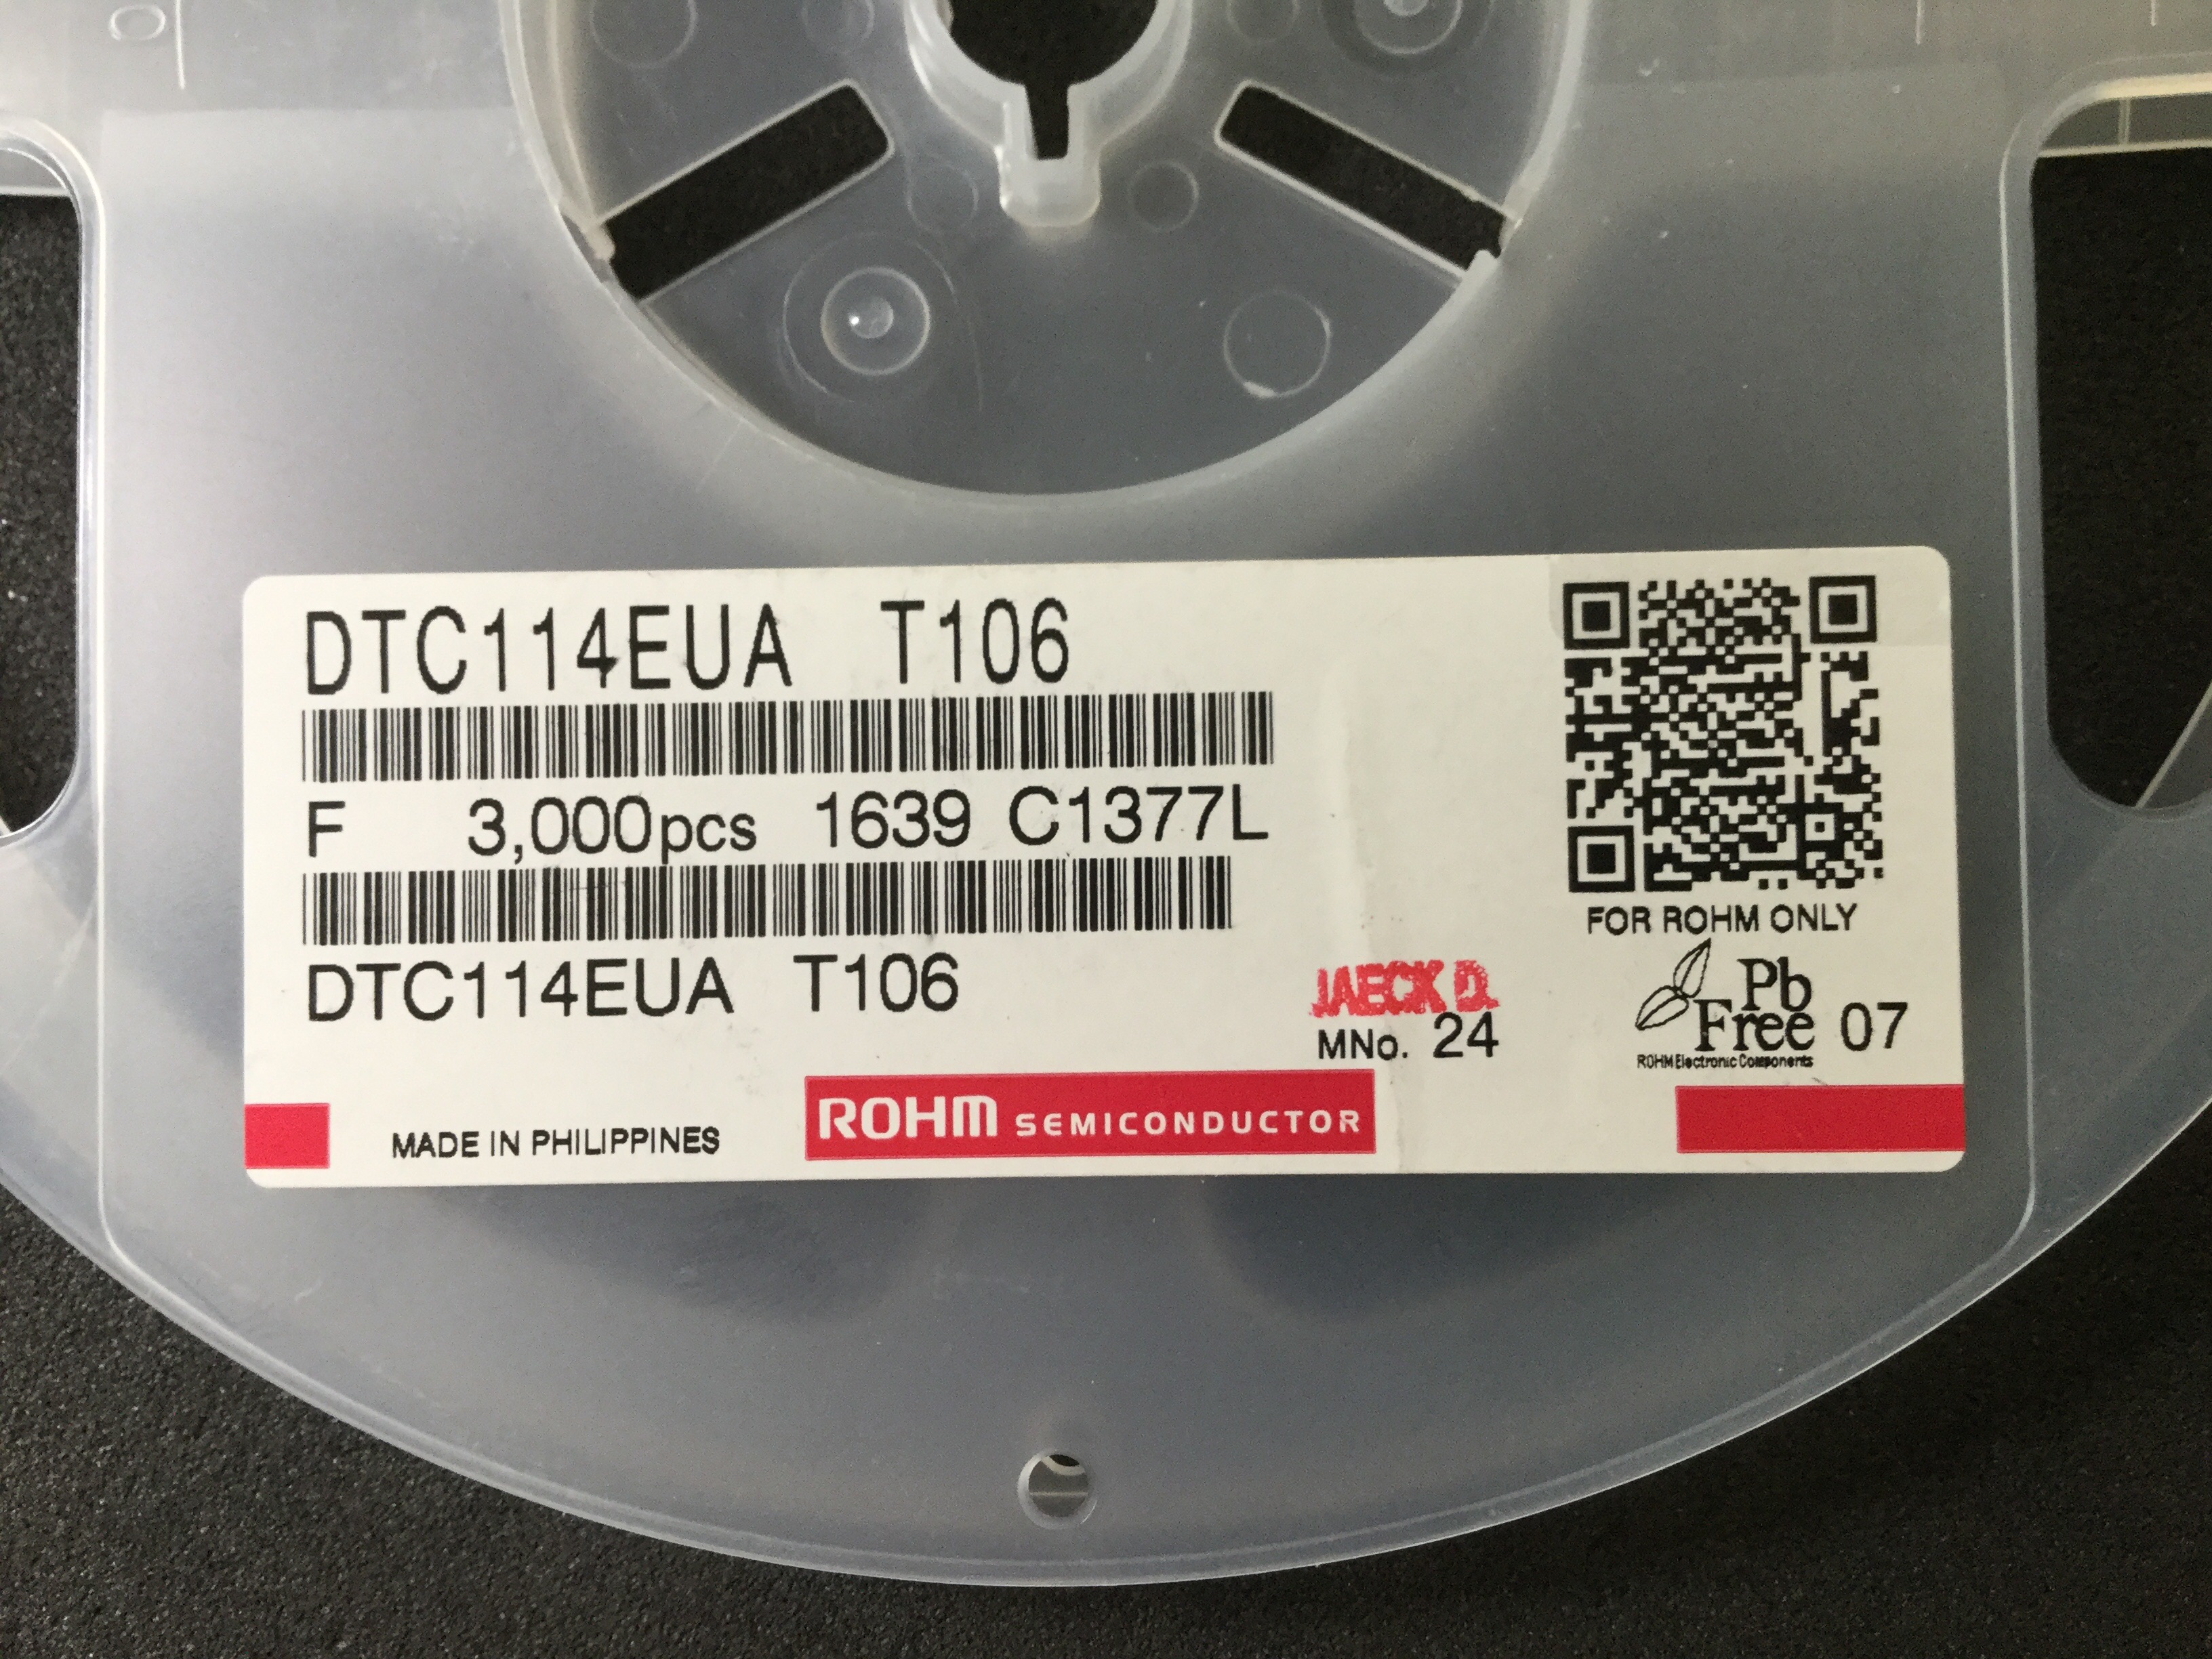 DTC114EUA T106
F 3,000pcs 1639 C1377L
DTC114EUA T106
FOR ROHM ONLY
JAECK D.
MNo. 24
Pb
Free 07
ROHM Electronic Components
MADE IN PHILIPPINES
ROHM SEMICONDUCTOR